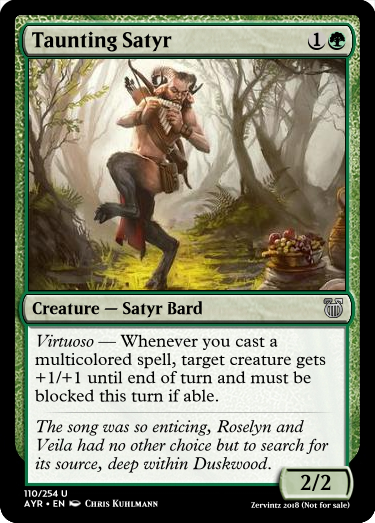 Taunting Satyr 1
Creature — Satyr Bard
Virtuoso — Whenever you cast a
multicolored spell, target creature gets
+1/+1 until end of turn and must be
blocked this turn if able.
The song was so enticing, Roselyn and
Veila had no other choice but to search for
its source, deep within Duskwood.
2/2
110/254 U
AYR • EN Chris Kuhlmann
Zervintz 2018 (Not for sale)